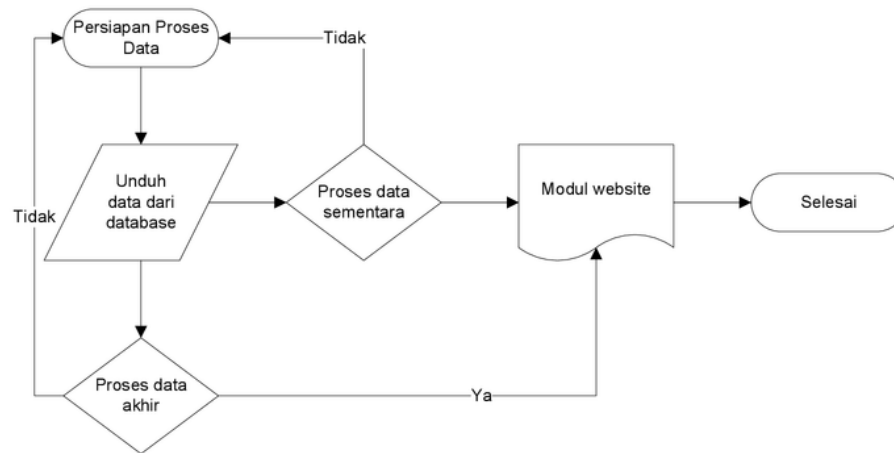 Persiapan Proses
Data
Tidak
Unduh
data dari
database
Proses data
sementara
Modul website
Selesai
Tidak
Proses data
akhir
Ya